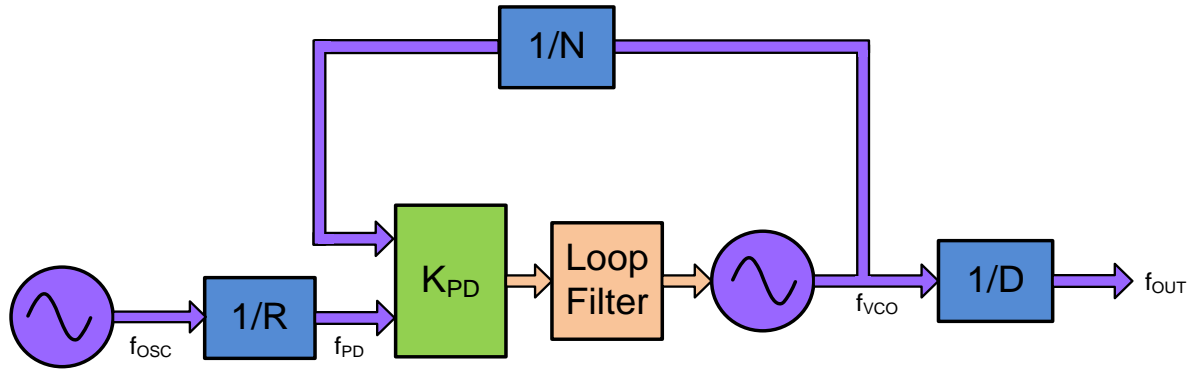 1/N
K_PD
Loop
Filter
1/R
1/D
f_OSC
f_PD
f_VCO
f_OUT